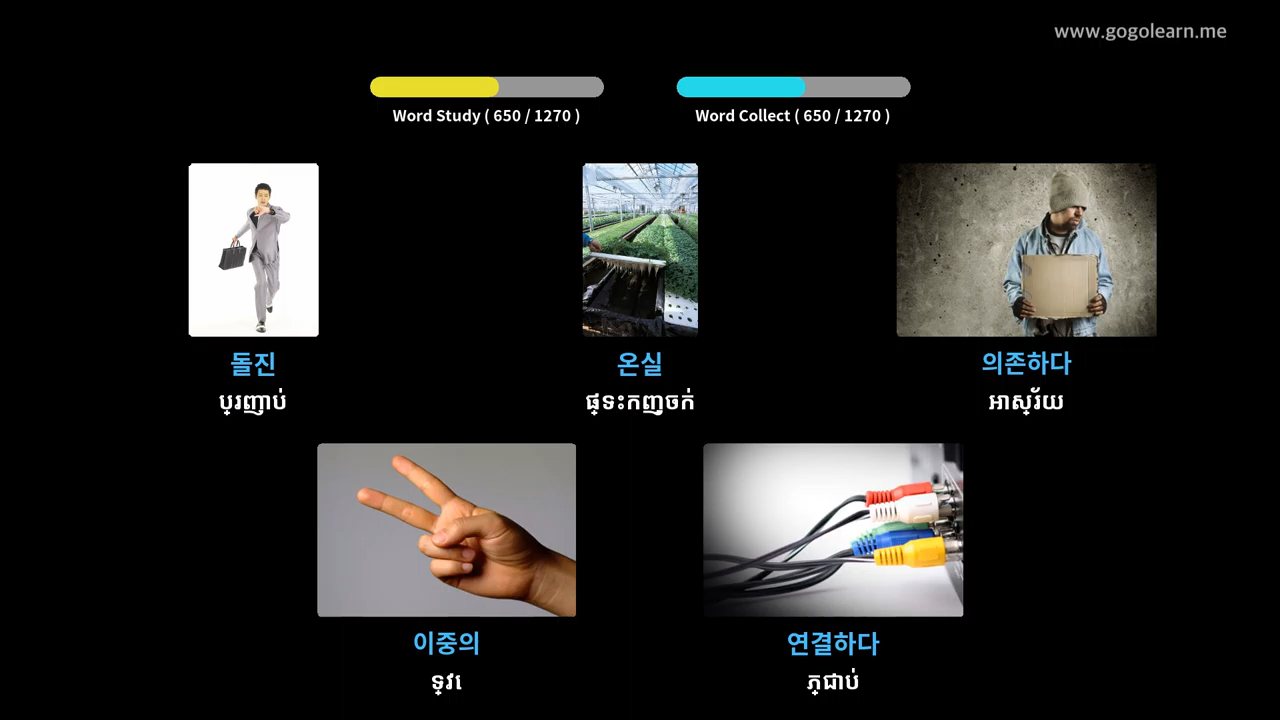 www.gogolearn.me
Word Study ( 650 / 1270 )
Word Collect ( 650 / 1270 )
돌진
ប្រញាប់
온실
ផ្ទះកញ្ចក់
의존하다
អាស្រ័យ
이중의
ទ្វេ
연결하다
ភ្ជាប់